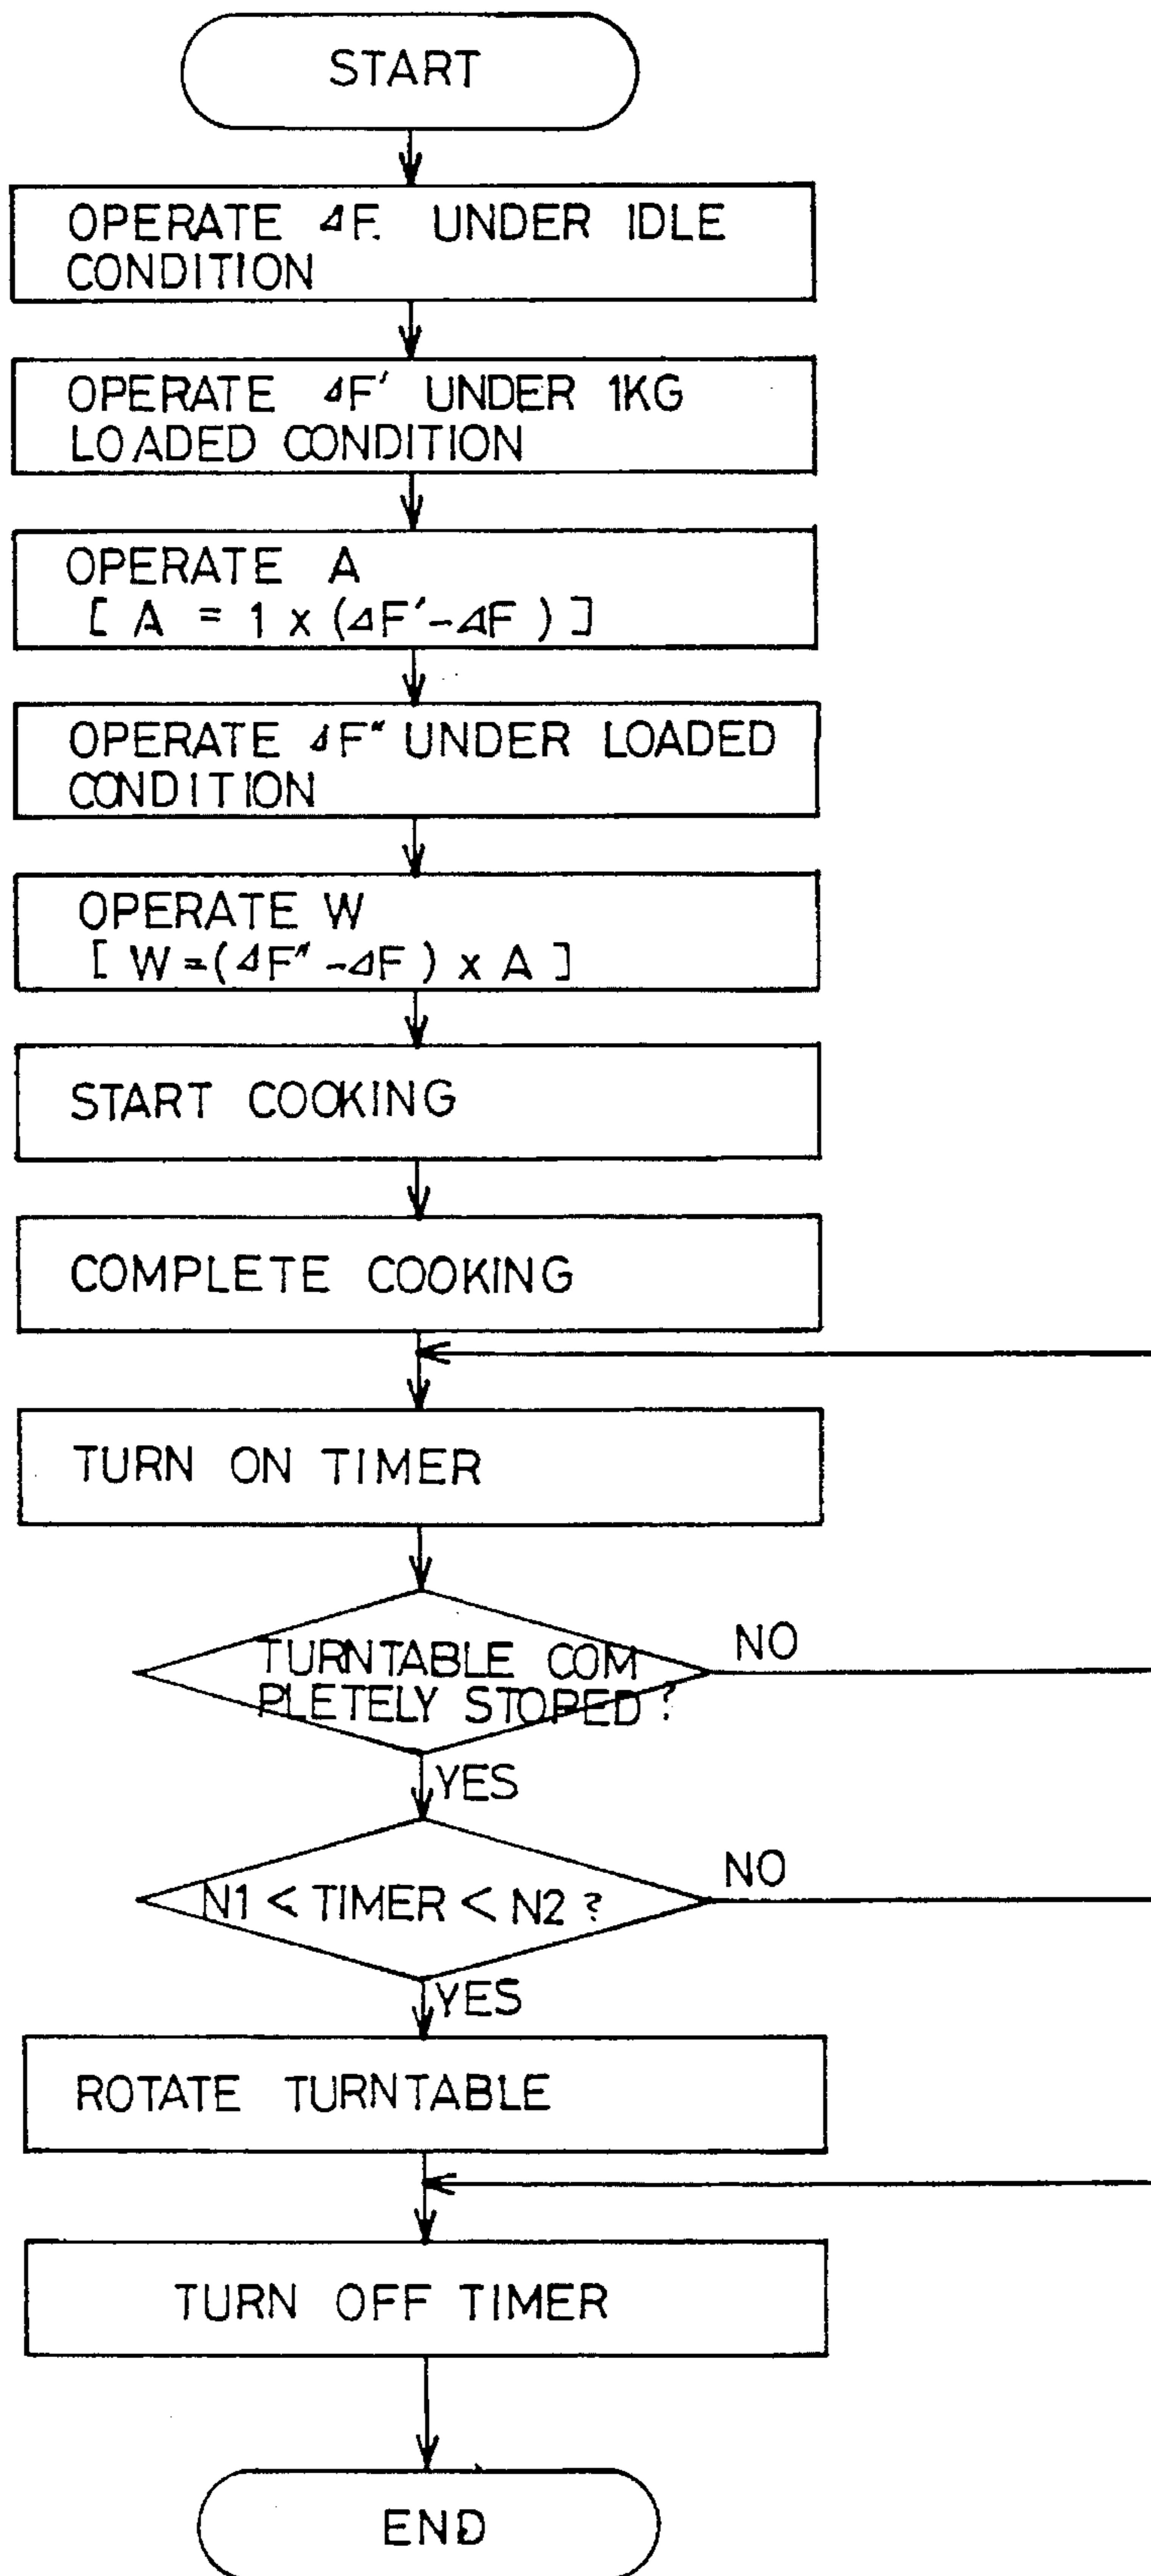 START
OPERATE ⊿F. UNDER IDLE
CONDITION
OPERATE ⊿F' UNDER 1KG
LOADED CONDITION
OPERATE A
[ A = 1 x (⊿F'-⊿F ) ]
OPERATE ⊿F" UNDER LOADED
CONDITION
OPERATE W
[ W=(⊿F"-⊿F ) x A ]
START COOKING
COMPLETE COOKING
TURN ON TIMER
TURNTABLE COM
PLETELY STOPED ?
NO
YES
N1 < TIMER < N2 ?
NO
YES
ROTATE TURNTABLE
TURN OFF TIMER
END